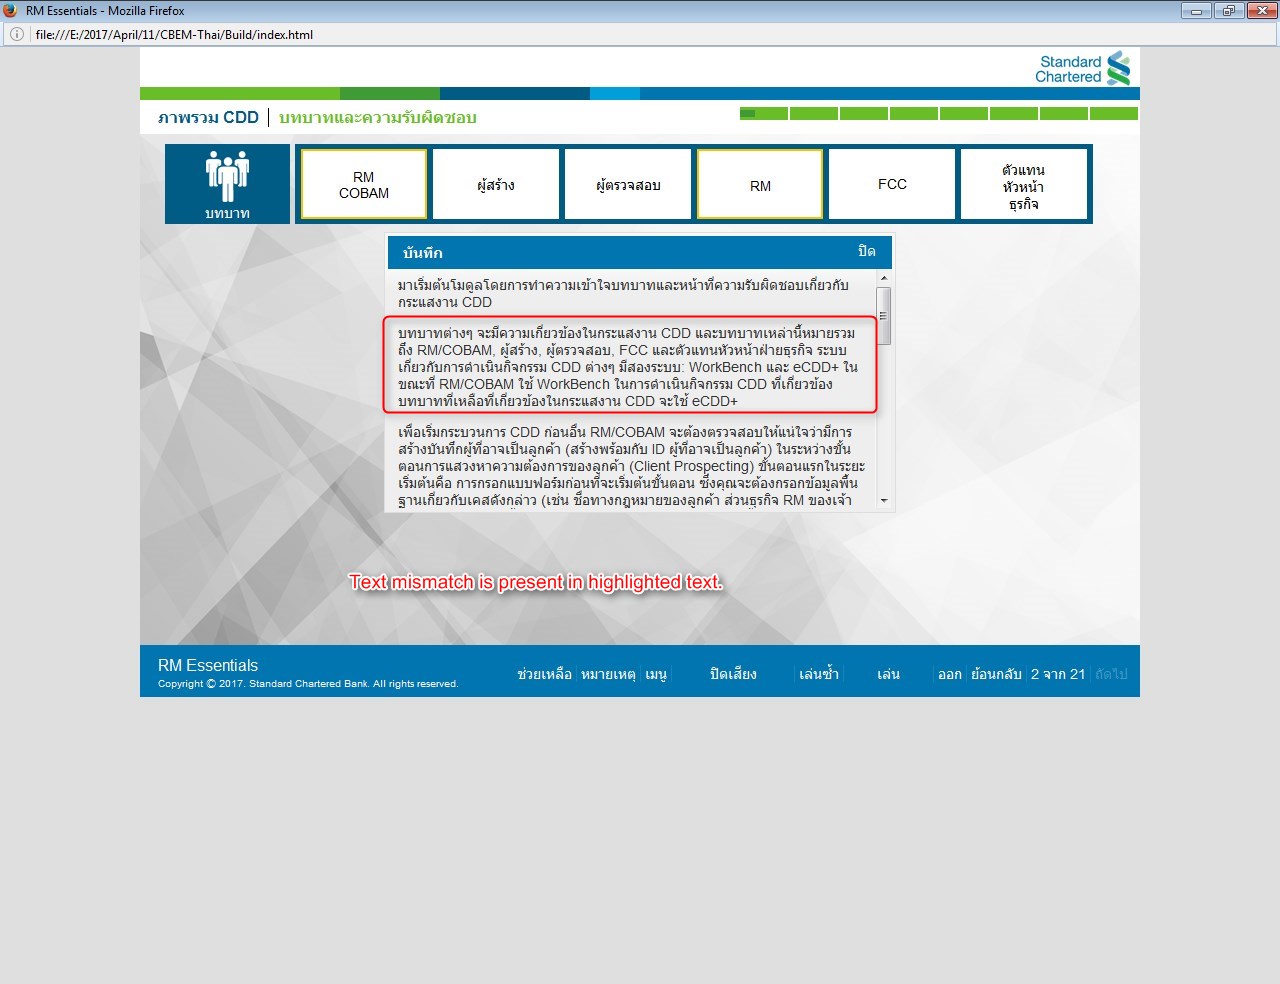 RM Essentials - Mozilla Firefox
file:///E:/2017/April/11/CBEM-Thai/Build/index.html
Standard
Chartered
ภาพรวม CDD | บทบาทและความรับผิดชอบ
บทบาท
RM
COBAM
ผู้สร้าง
ผู้ตรวจสอบ
RM
FCC
ตัวแทน
หัวหน้า
ธุรกิจ
บันทึก
ปิด
มาเริ่มต้นโมดูลโดยการทำความเข้าใจบทบาทและหน้าที่ความรับผิดชอบเกี่ยวกับ
กระแสงาน CDD
บทบาทต่างๆ จะมีความเกี่ยวข้องในกระแสงาน CDD และบทบาทเหล่านี้หมายรวม
ถึง RM/COBAM, ผู้สร้าง, ผู้ตรวจสอบ, FCC และตัวแทนหัวหน้าฝ่ายธุรกิจ ระบบ
เกี่ยวกับการดำเนินกิจกรรม CDD ต่างๆ มีสองระบบ: WorkBench และ eCDD+ ใน
ขณะที่ RM/COBAM ใช้ WorkBench ในการดำเนินกิจกรรม CDD ที่เกี่ยวข้อง
บทบาทที่เหลือที่เกี่ยวข้องในกระแสงาน CDD จะใช้ eCDD+
เพื่อเริ่มกระบวนการ CDD ก่อนอื่น RM/COBAM จะต้องตรวจสอบให้แน่ใจว่ามีการ
สร้างบันทึกผู้ที่อาจเป็นลูกค้า (สร้างพร้อมกับ ID ผู้ที่อาจเป็นลูกค้า) ในระหว่างขั้น
ตอนการแสวงหาความต้องการของลูกค้า (Client Prospecting) ขั้นตอนแรกในระยะ
เริ่มต้นคือ การกรอกแบบฟอร์มก่อนที่จะเริ่มต้นขั้นตอน ซึ่งคุณจะต้องกรอกข้อมูลพื้น
ฐานเกี่ยวกับเคสดังกล่าว (เช่น ชื่อทางกฎหมายของลูกค้า ส่วนธุรกิจ RM ของเจ้า
Text mismatch is present in highlighted text.
RM Essentials
Copyright © 2017. Standard Chartered Bank. All rights reserved.
ช่วยเหลือ หมายเหตุ เมนู ปิดเสียง เล่นซ้ำ เล่น ออก ย้อนกลับ 2 จาก 21 ถัดไป